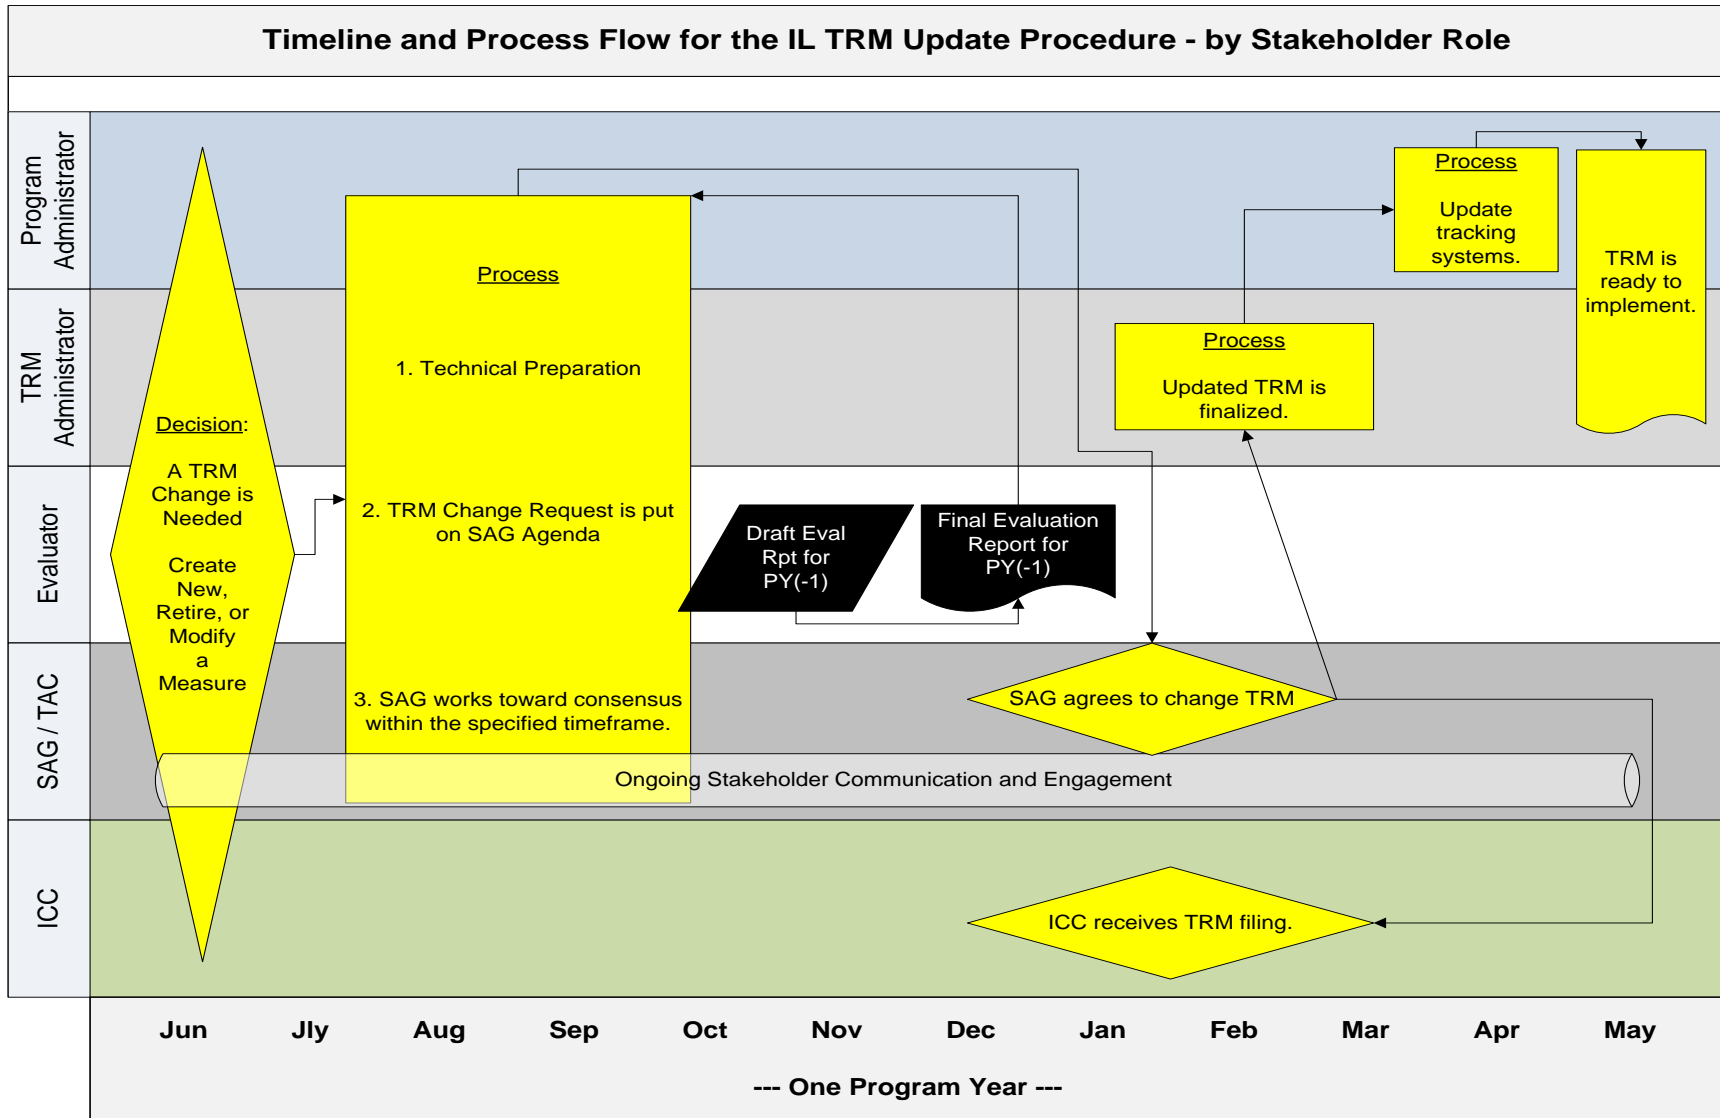 Timeline and Process Flow for the IL TRM Update Procedure - by Stakeholder Role
Program
Administrator
TRM
Administrator
Evaluator
SAG / TAC
ICC
Decision:
A TRM
Change is
Needed
Create
New,
Retire, or
Modify
a
Measure
Process
1. Technical Preparation
2. TRM Change Request is put
on SAG Agenda
3. SAG works toward consensus
within the specified timeframe.
Draft Eval
Rpt for
PY(-1)
Final Evaluation
Report for
PY(-1)
SAG agrees to change TRM
Process
Updated TRM is
finalized.
Process
Update
tracking
systems.
TRM is
ready to
implement.
Ongoing Stakeholder Communication and Engagement
ICC receives TRM filing.
Jun Jly Aug Sep Oct Nov Dec Jan Feb Mar Apr May
--- One Program Year ---